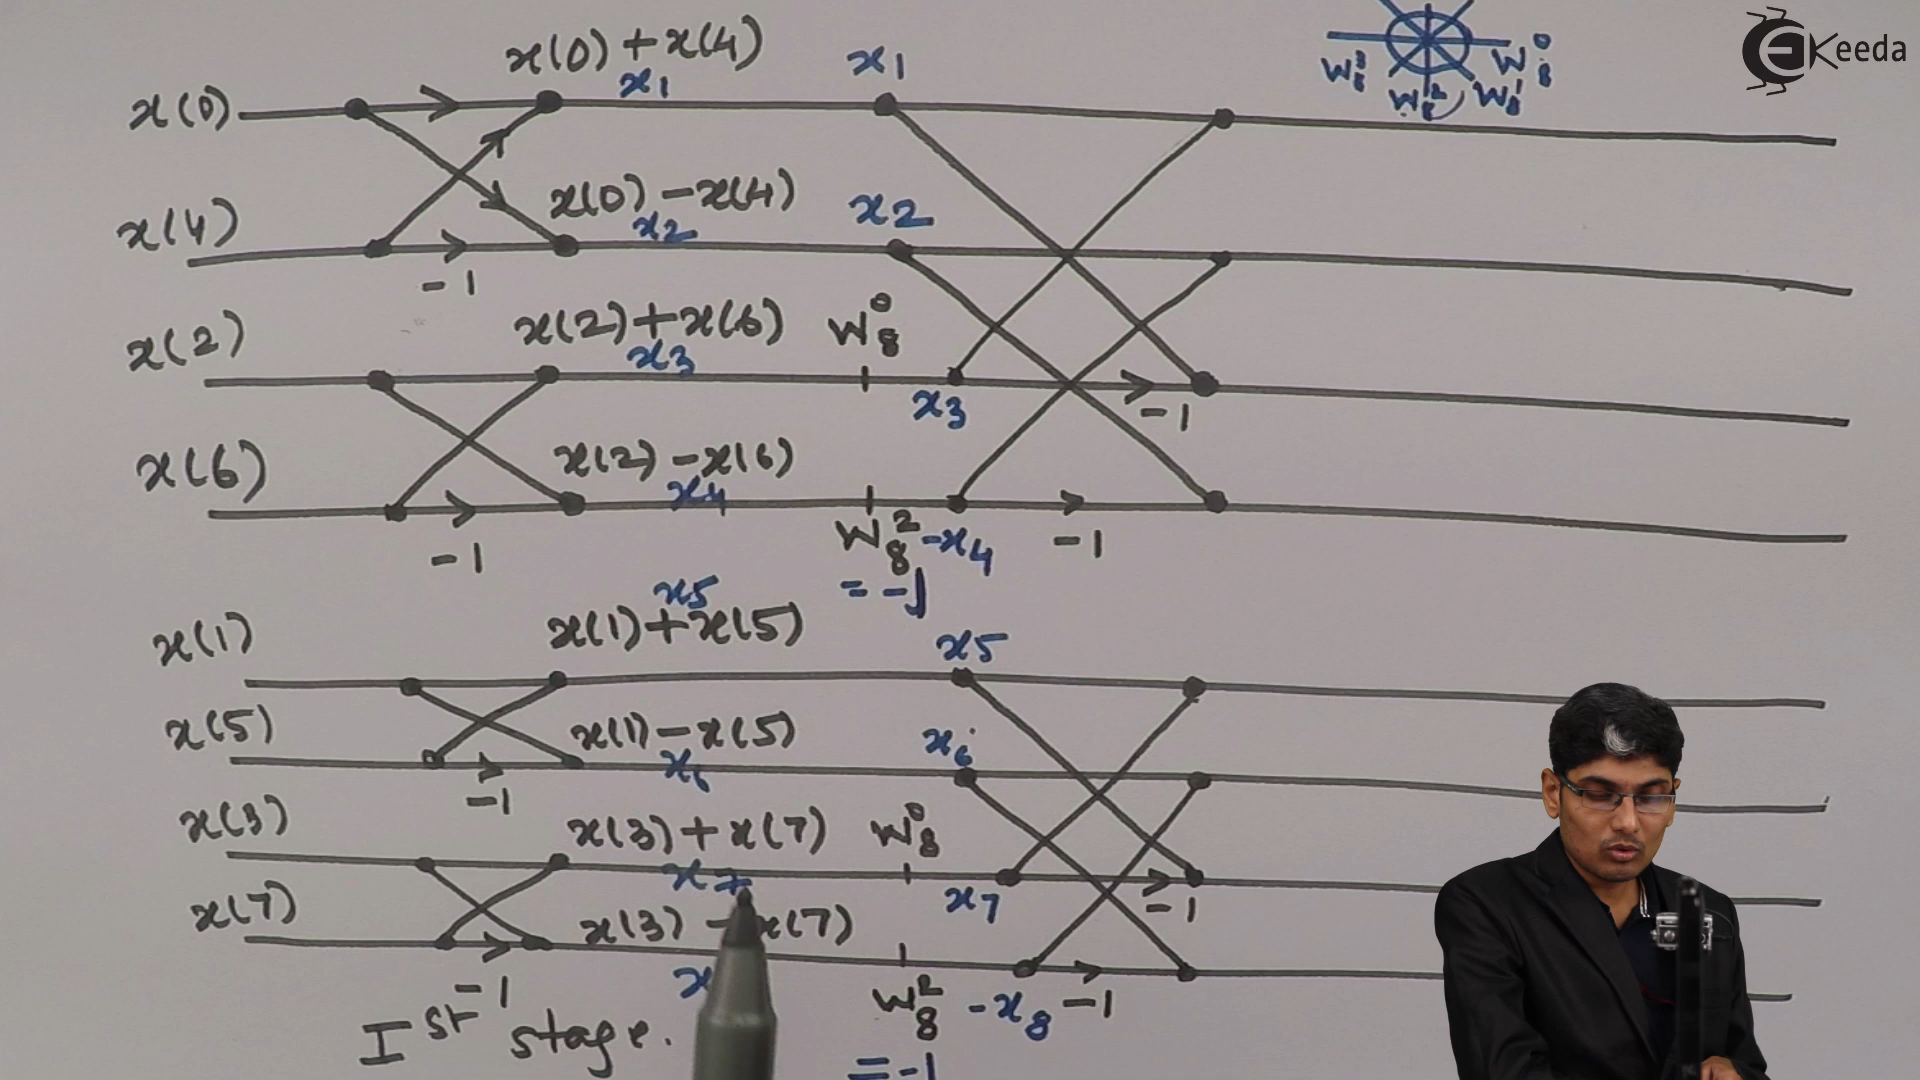 x(0)+x(4)
x1
x1
W8^3
W8^2
W8^1
W8^0
Keeda
x(0)
x(4)
x(0)-x(4)
x2
x2
-1
x(2)
x(2)+x(6)
x3
W8^0
x3
-1
x(6)
x(2)-x(6)
x4
-1
W8^2
-x4
-1
= -j
x5
x(1)
x(1)+x(5)
x5
x(5)
x(1)-x(5)
x6
x6
-1
x(3)
x(3)+x(7)
x7
W8^0
x7
-1
x(7)
x(3)-x(7)
-1
W8^2
-x8
-1
Ist stage.
= -j